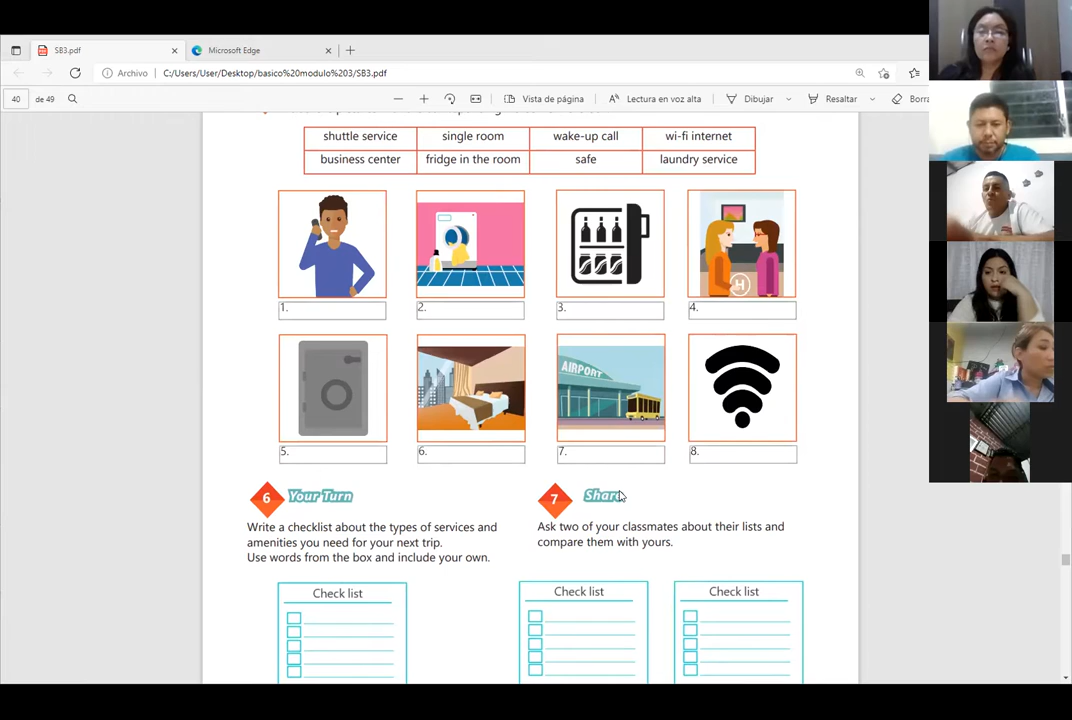 SB3.pdf
Microsoft Edge
Archivo C:/Users/User/Desktop/basico%20modulo%203/SB3.pdf
40 de 49 Vista de página Lectura en voz alta Dibujar Resaltar Borra
shuttle service single room wake-up call wi-fi internet
business center fridge in the room safe laundry service
AIRPORT
H
1. 2. 3. 4.
5. 6. 7. 8.
6 Your Turn
Write a checklist about the types of services and
amenities you need for your next trip.
Use words from the box and include your own.
7 Share
Ask two of your classmates about their lists and
compare them with yours.
Check list
Check list
Check list